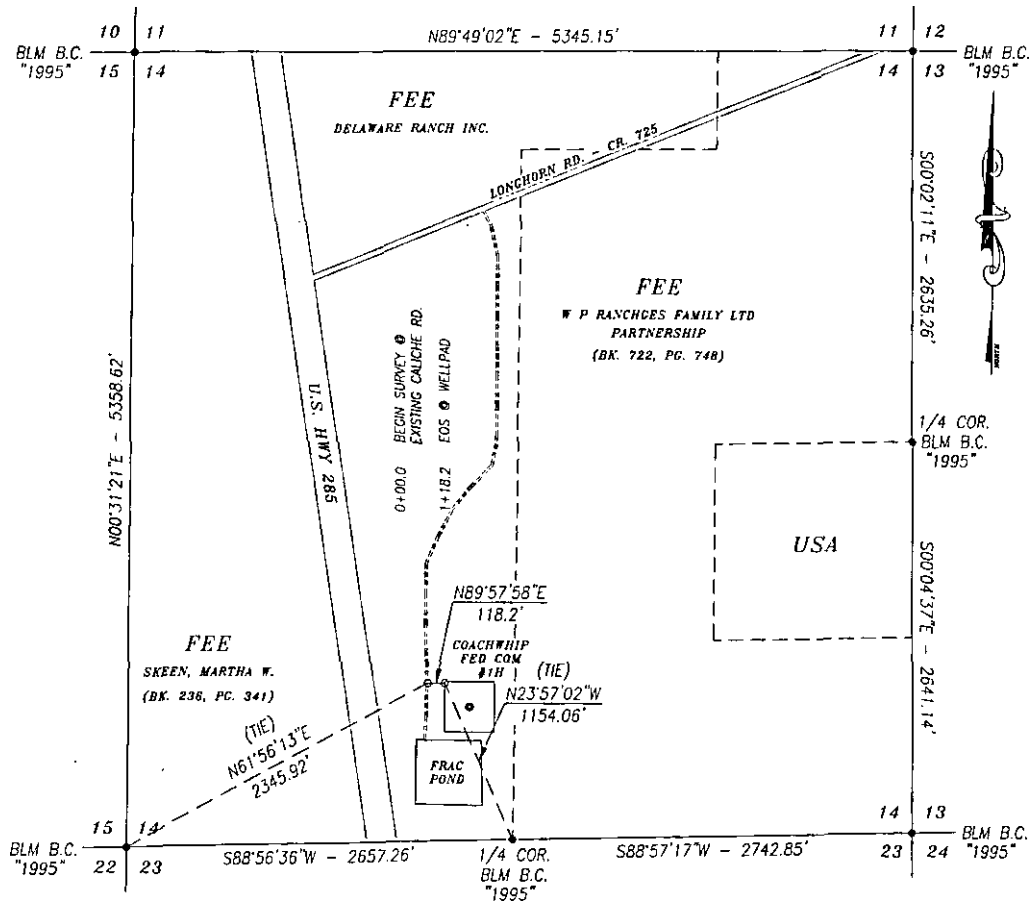 10 11
11 12
N89°49'02"E - 5345.15'
BLM B.C.
"1995"
BLM B.C.
"1995"
15 14
14 13
FEE
DELAWARE RANCH INC.
LONGHORN RD. - CR. 725
S00°02'11"E - 2635.26'
FEE
W P RANCHGES FAMILY LTD
PARTNERSHIP
(BK. 722, PG. 748)
N00°31'21"E - 5358.62'
U.S. HWY 285
0+00.0 BEGIN SURVEY @
EXISTING CALICHE RD.
1+18.2 EOS @ WELLPAD
1/4 COR.
BLM B.C.
"1995"
USA
S00°04'37"E - 2641.14'
N89°57'58"E
118.2'
COACHWHIP
FED COM
#1H
(TIE)
N23°57'02"W
1154.06'
FEE
SKEEN, MARTHA W.
(BK. 236, PG. 341)
(TIE)
N61°56'13"E
2345.92'
FRAC
POND
15 14
14 13
BLM B.C.
"1995"
BLM B.C.
"1995"
22 23
23 24
S88°56'36"W - 2657.26'
1/4 COR.
BLM B.C.
"1995"
S88°57'17"W - 2742.85'